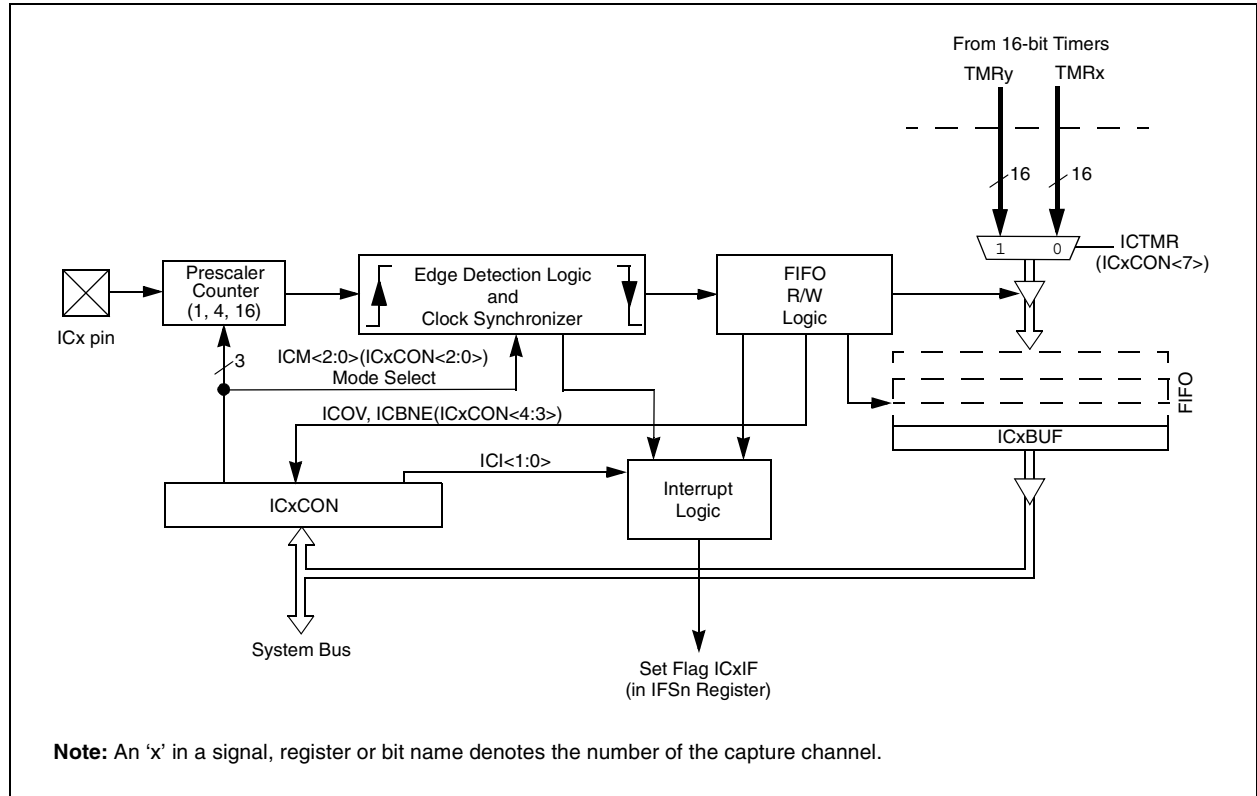 From 16-bit Timers
TMRy TMRx
16 16
1 0
ICTMR
(ICxCON<7>)
ICx pin
Prescaler
Counter
(1, 4, 16)
Edge Detection Logic
and
Clock Synchronizer
FIFO
R/W
Logic
3
ICM<2:0>(ICxCON<2:0>)
Mode Select
FIFO
ICxBUF
ICOV, ICBNE(ICxCON<4:3>)
ICI<1:0>
ICxCON
Interrupt
Logic
System Bus
Set Flag ICxIF
(in IFSn Register)
Note: An ‘x’ in a signal, register or bit name denotes the number of the capture channel.